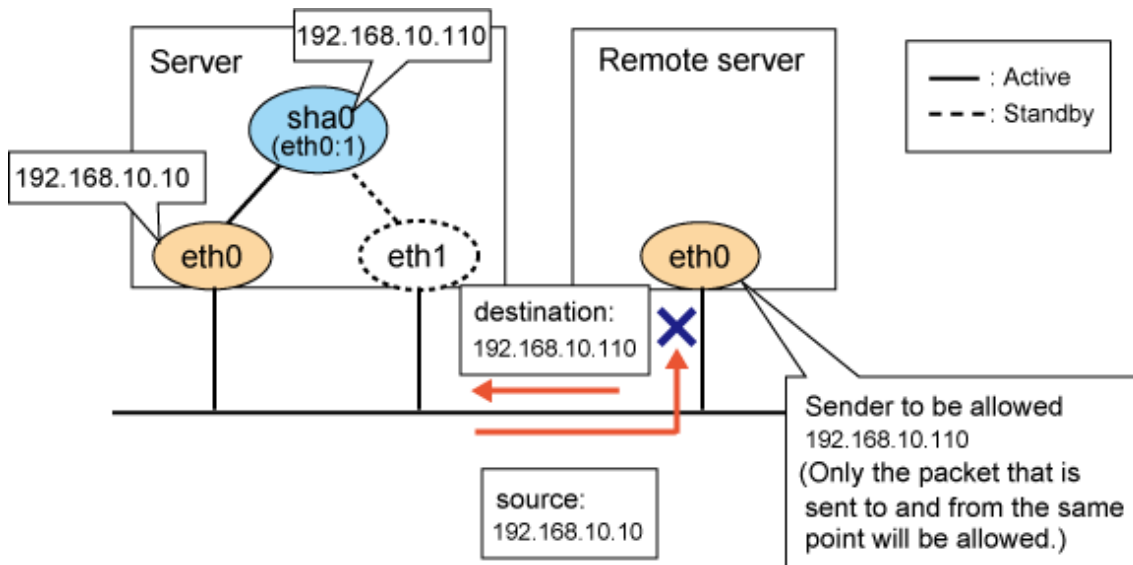 192.168.10.110
Server
sha0
(eth0:1)
192.168.10.10
eth0
eth1
Remote server
eth0
: Active
: Standby
destination:
192.168.10.110
source:
192.168.10.10
Sender to be allowed
192.168.10.110
(Only the packet that is
sent to and from the same
point will be allowed.)